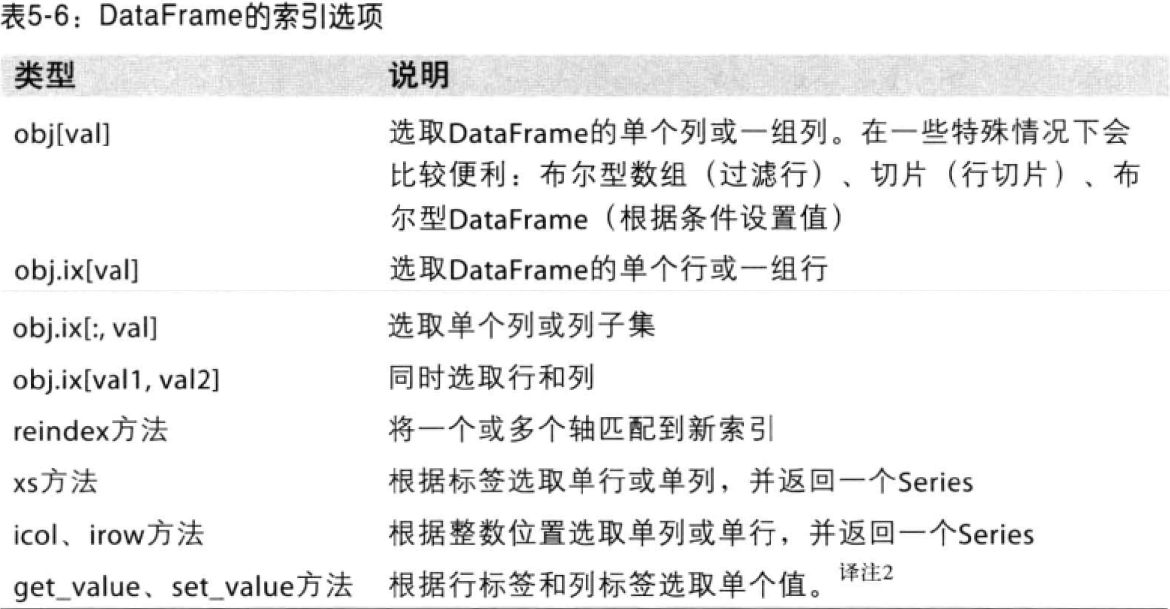 表5-6：DataFrame的索引选项
类型 说明
obj[val] 选取DataFrame的单个列或一组列。在一些特殊情况下会
比较便利：布尔型数组（过滤行）、切片（行切片）、布
尔型DataFrame（根据条件设置值）
obj.ix[val] 选取DataFrame的单个行或一组行
obj.ix[:, val] 选取单个列或列子集
obj.ix[val1, val2] 同时选取行和列
reindex方法 将一个或多个轴匹配到新索引
xs方法 根据标签选取单行或单列，并返回一个Series
icol、irow方法 根据整数位置选取单列或单行，并返回一个Series
get_value、set_value方法 根据行标签和列标签选取单个值。译注2